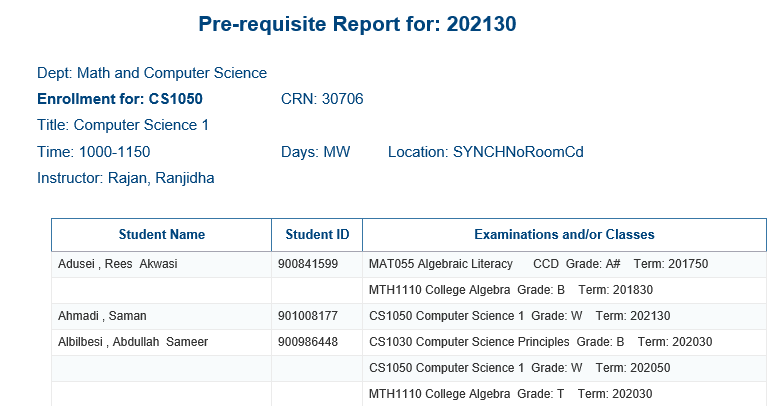 Pre-requisite Report for: 202130
Dept: Math and Computer Science
Enrollment for: CS1050 CRN: 30706
Title: Computer Science 1
Time: 1000-1150 Days: MW Location: SYNCHNoRoomCd
Instructor: Rajan, Ranjidha
Student Name Student ID Examinations and/or Classes
Adusei , Rees Akwasi 900841599 MAT055 Algebraic Literacy CCD Grade: A# Term: 201750
MTH1110 College Algebra Grade: B Term: 201830
Ahmadi , Saman 901008177 CS1050 Computer Science 1 Grade: W Term: 202130
Albilbesi , Abdullah Sameer 900986448 CS1030 Computer Science Principles Grade: B Term: 202030
CS1050 Computer Science 1 Grade: W Term: 202050
MTH1110 College Algebra Grade: T Term: 202030